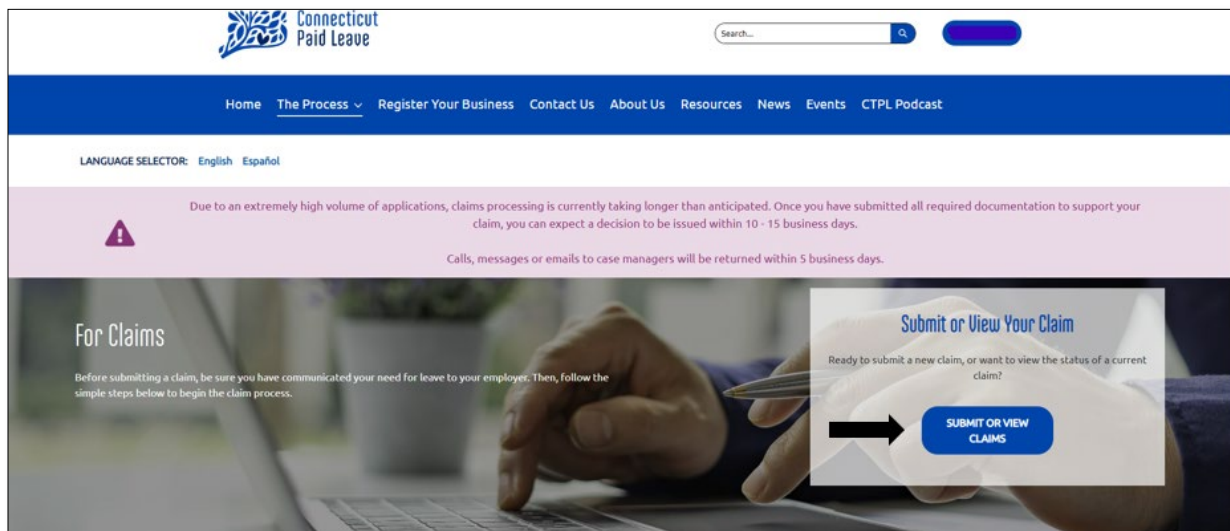 Connecticut
Paid Leave
Search...
Home The Process Register Your Business Contact Us About Us Resources News Events CTPL Podcast
LANGUAGE SELECTOR: English Español
Due to an extremely high volume of applications, claims processing is currently taking longer than anticipated. Once you have submitted all required documentation to support your
claim, you can expect a decision to be issued within 10 - 15 business days.
Calls, messages or emails to case managers will be returned within 5 business days.
For Claims
Before submitting a claim, be sure you have communicated your need for leave to your employer. Then, follow the
simple steps below to begin the claim process.
Submit or View Your Claim
Ready to submit a new claim, or want to view the status of a current
claim?
SUBMIT OR VIEW
CLAIMS